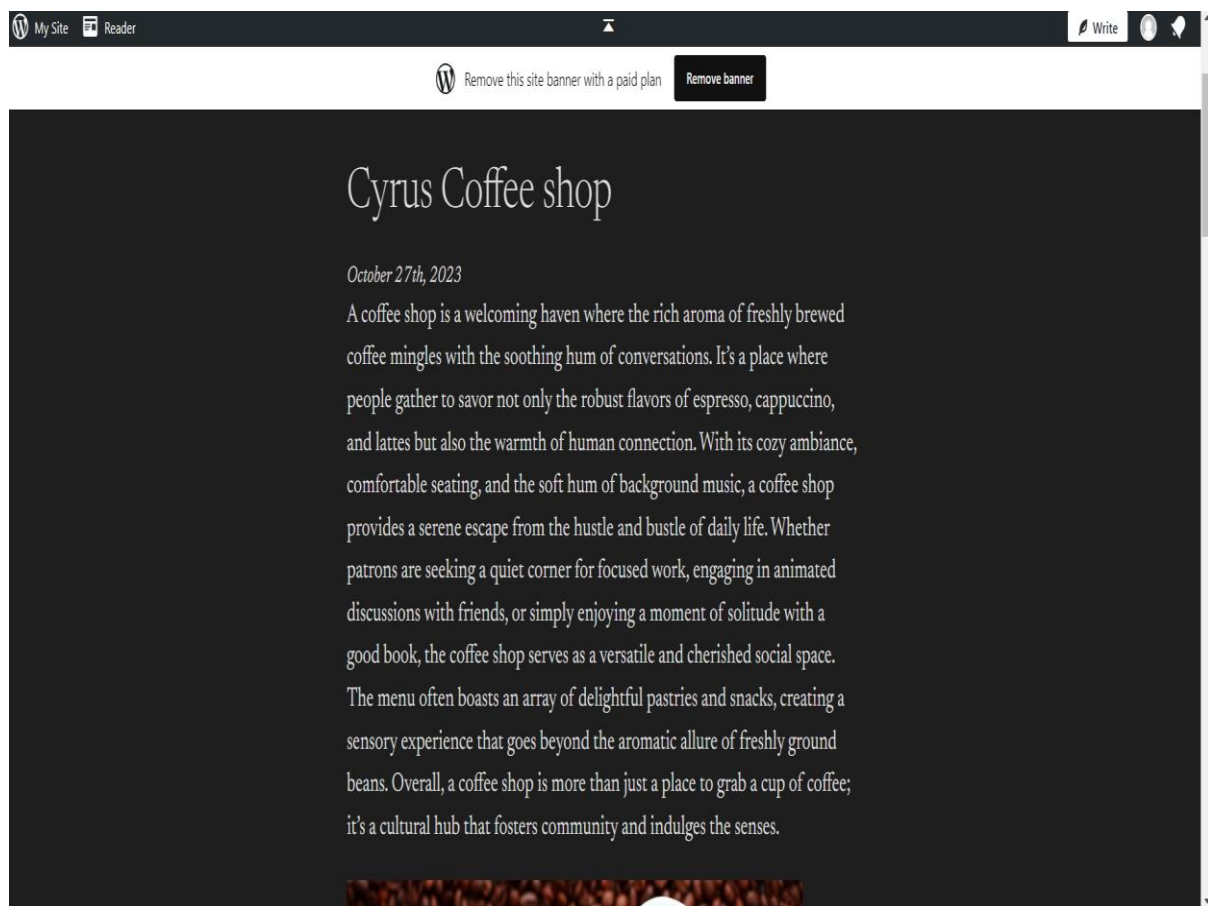 My Site Reader Write
Remove this site banner with a paid plan Remove banner
Cyrus Coffee shop
October 27th, 2023
A coffee shop is a welcoming haven where the rich aroma of freshly brewed
coffee mingles with the soothing hum of conversations. It’s a place where
people gather to savor not only the robust flavors of espresso, cappuccino,
and lattes but also the warmth of human connection. With its cozy ambiance,
comfortable seating, and the soft hum of background music, a coffee shop
provides a serene escape from the hustle and bustle of daily life. Whether
patrons are seeking a quiet corner for focused work, engaging in animated
discussions with friends, or simply enjoying a moment of solitude with a
good book, the coffee shop serves as a versatile and cherished social space.
The menu often boasts an array of delightful pastries and snacks, creating a
sensory experience that goes beyond the aromatic allure of freshly ground
beans. Overall, a coffee shop is more than just a place to grab a cup of coffee;
it’s a cultural hub that fosters community and indulges the senses.